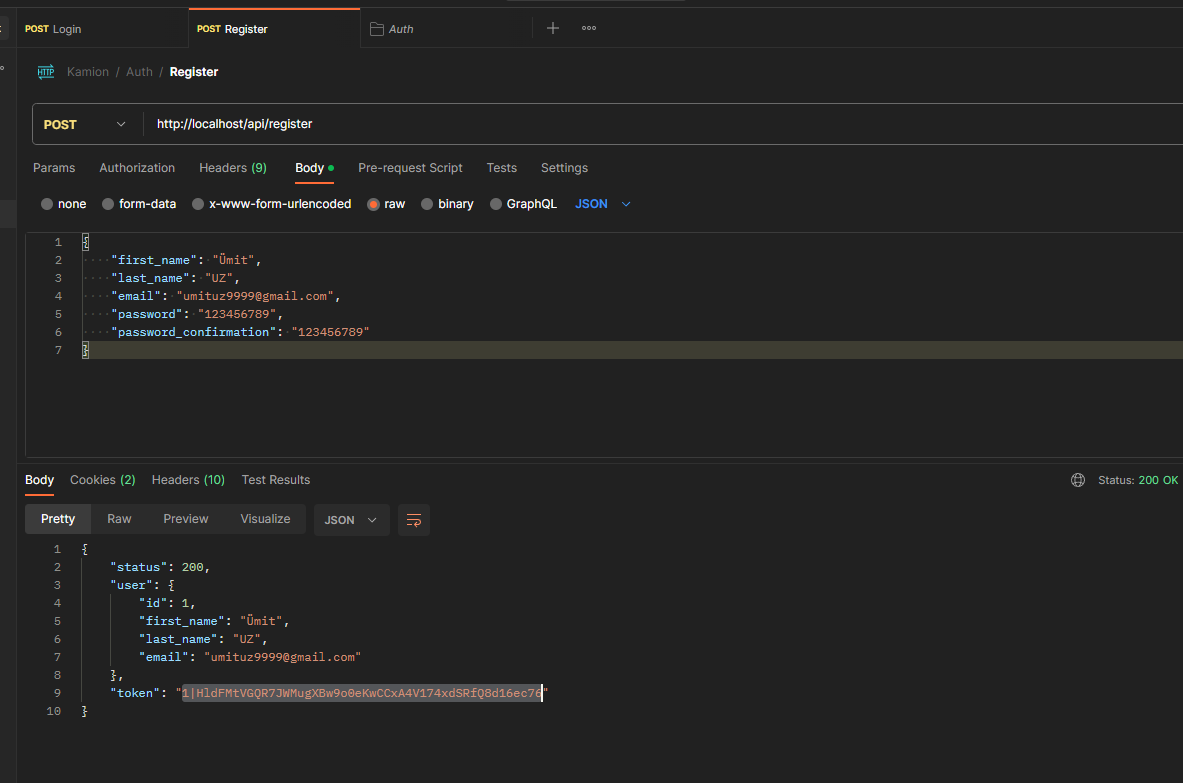 POST Login
POST Register
Auth
Kamion / Auth / Register
POST
http://localhost/api/register
Params Authorization Headers (9) Body Pre-request Script Tests Settings
none form-data x-www-form-urlencoded raw binary GraphQL JSON
1 {
2 "first_name": "Ümit",
3 "last_name": "UZ",
4 "email": "umituz9999@gmail.com",
5 "password": "123456789",
6 "password_confirmation": "123456789"
7 }
Body Cookies (2) Headers (10) Test Results Status: 200 OK
Pretty Raw Preview Visualize JSON
1 {
2 "status": 200,
3 "user": {
4 "id": 1,
5 "first_name": "Ümit",
6 "last_name": "UZ",
7 "email": "umituz9999@gmail.com"
8 },
9 "token": "1|HldFMtVGQR7JWMugXBw9o0eKwCCxA4V174xdSRfQ8d16ec76"
10 }